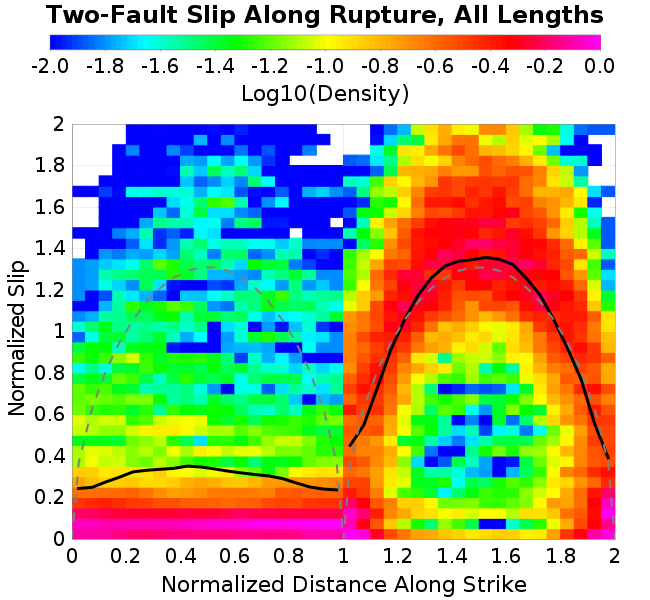 Two-Fault Slip Along Rupture, All Lengths
-2.0 -1.8 -1.6 -1.4 -1.2 -1.0 -0.8 -0.6 -0.4 -0.2 0.0
Log10(Density)
2
1.8
1.6
1.4
1.2
1
0.8
0.6
0.4
0.2
0
Normalized Slip
0 0.2 0.4 0.6 0.8 1 1.2 1.4 1.6 1.8 2
Normalized Distance Along Strike